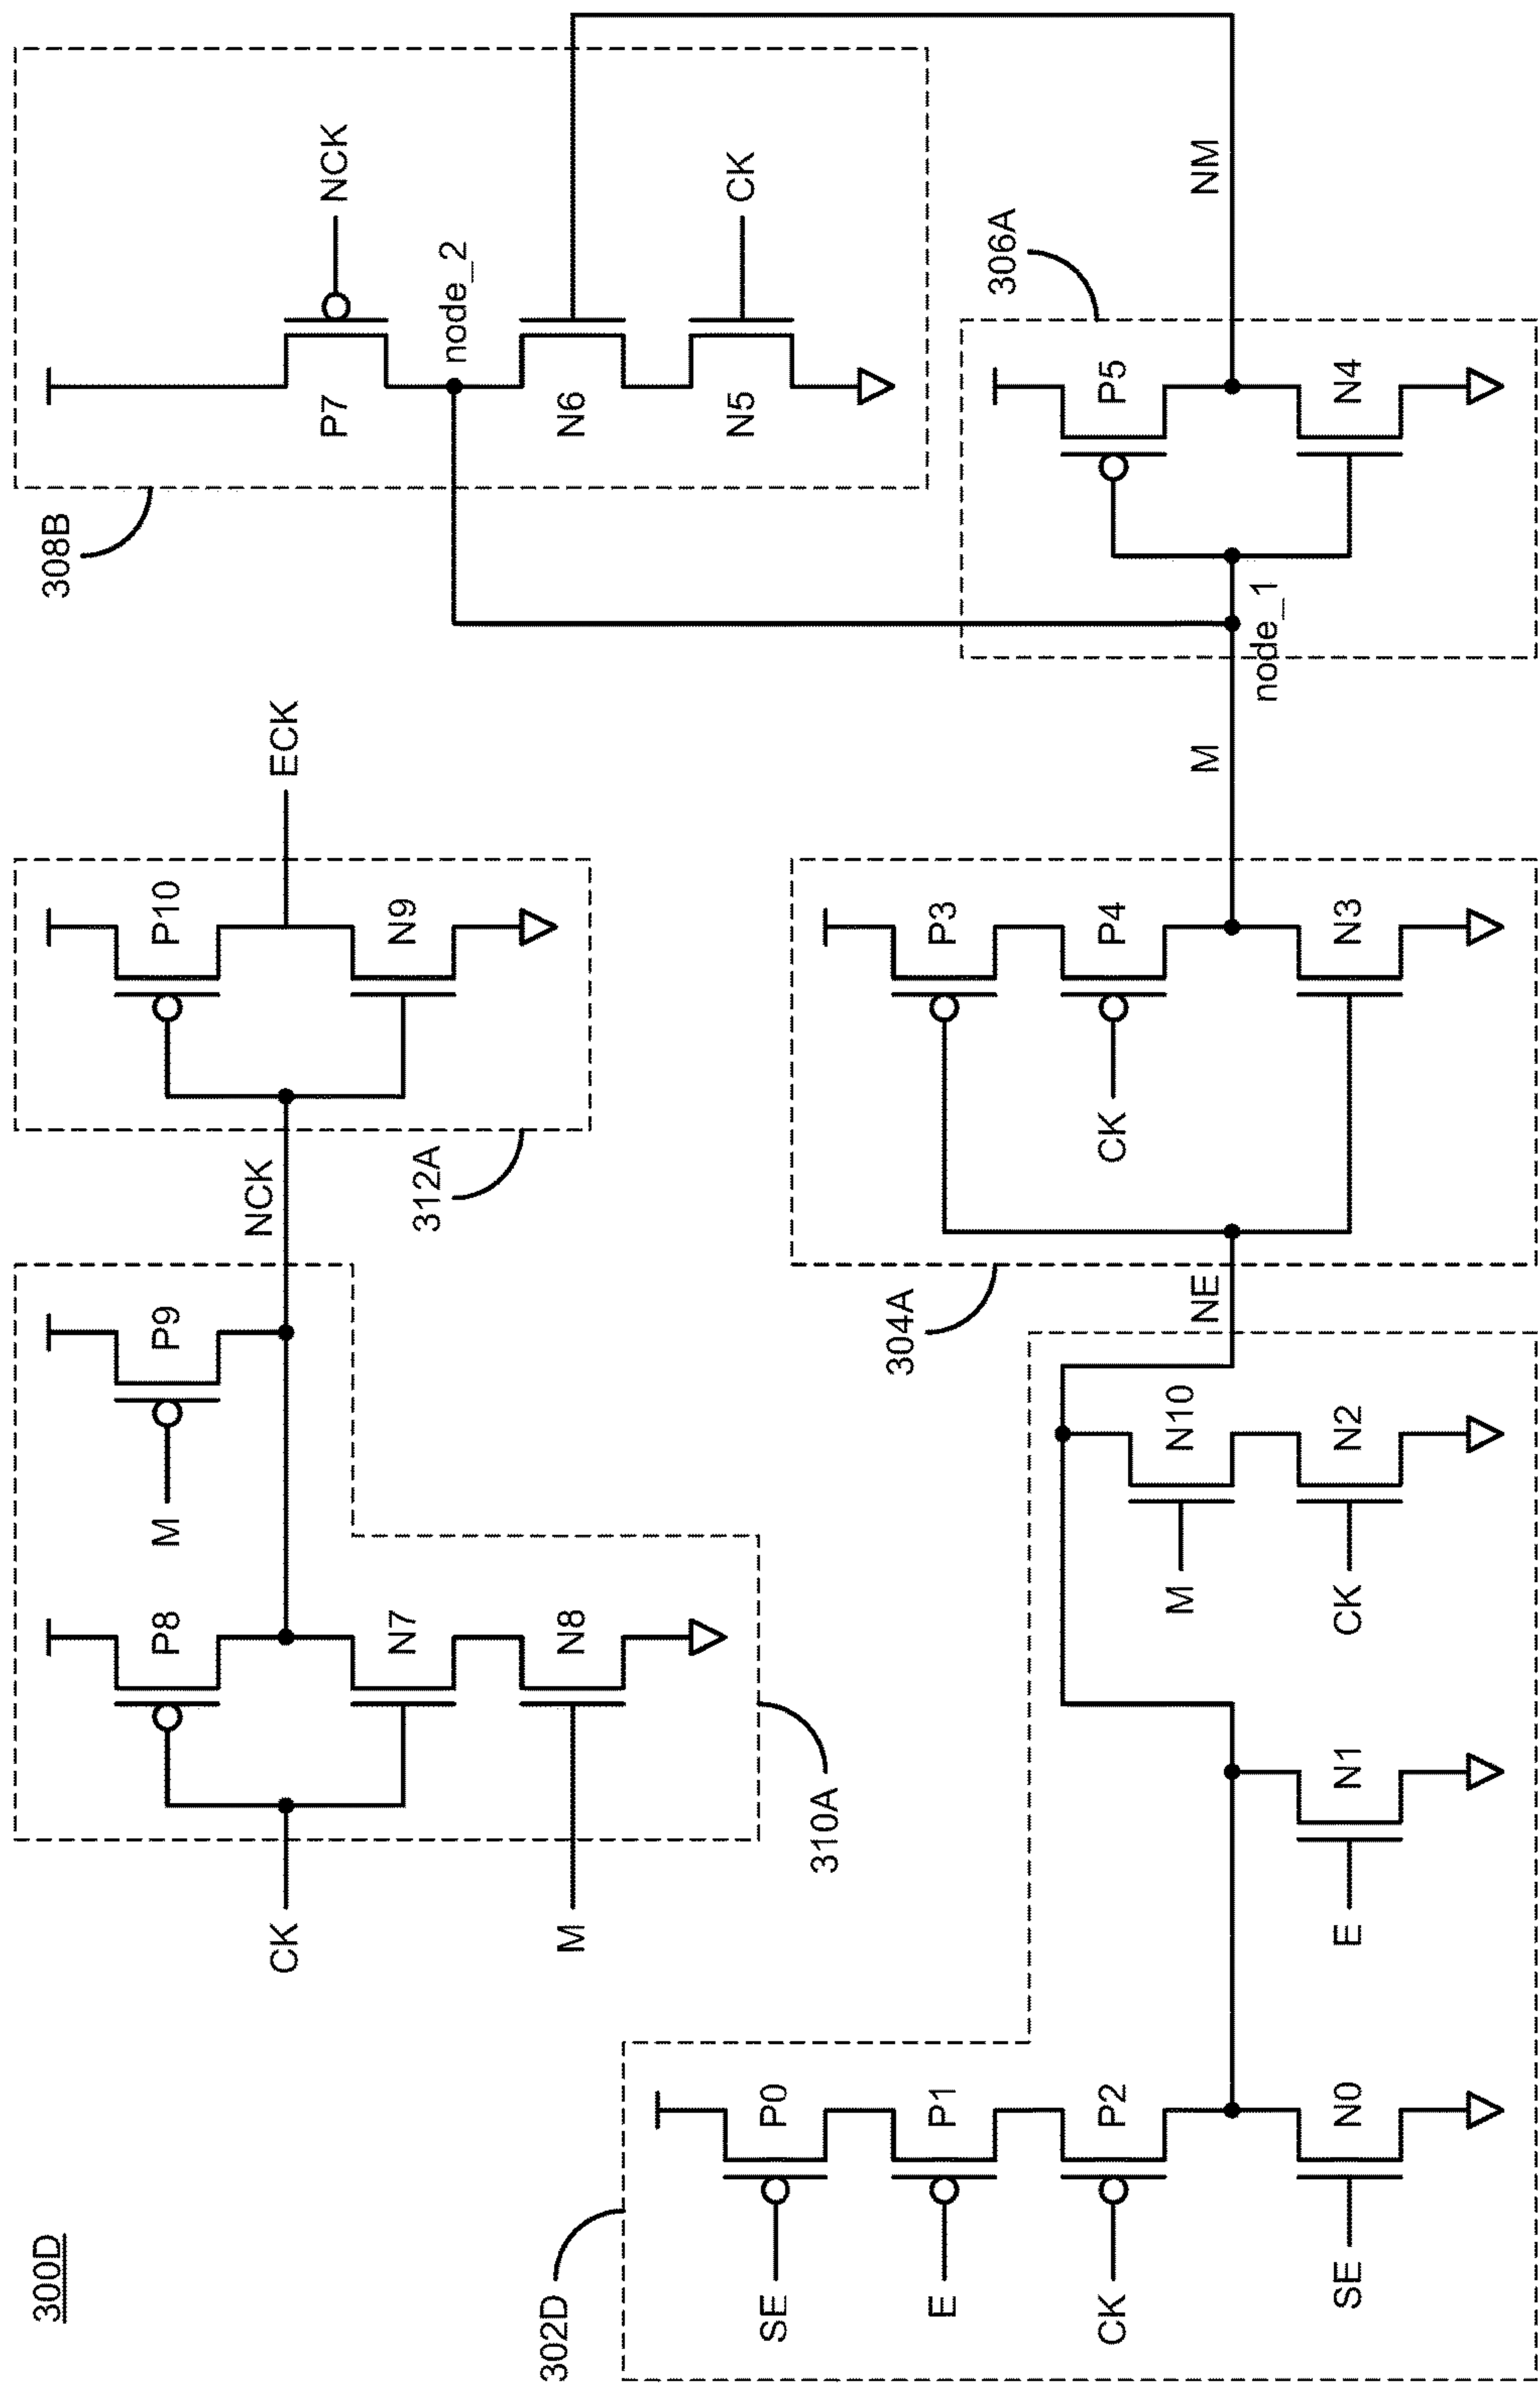 300D
302D
SE
P0
E
P1
CK
P2
SE
N0
E
N1
M
N10
CK
N2
NE
304A
P3
CK
P4
N3
M
node_1
306A
P5
N4
NM
CK
M
310A
P8
N7
N8
M
P9
NCK
312A
P10
N9
ECK
308B
P7
NCK
node_2
N6
N5
CK